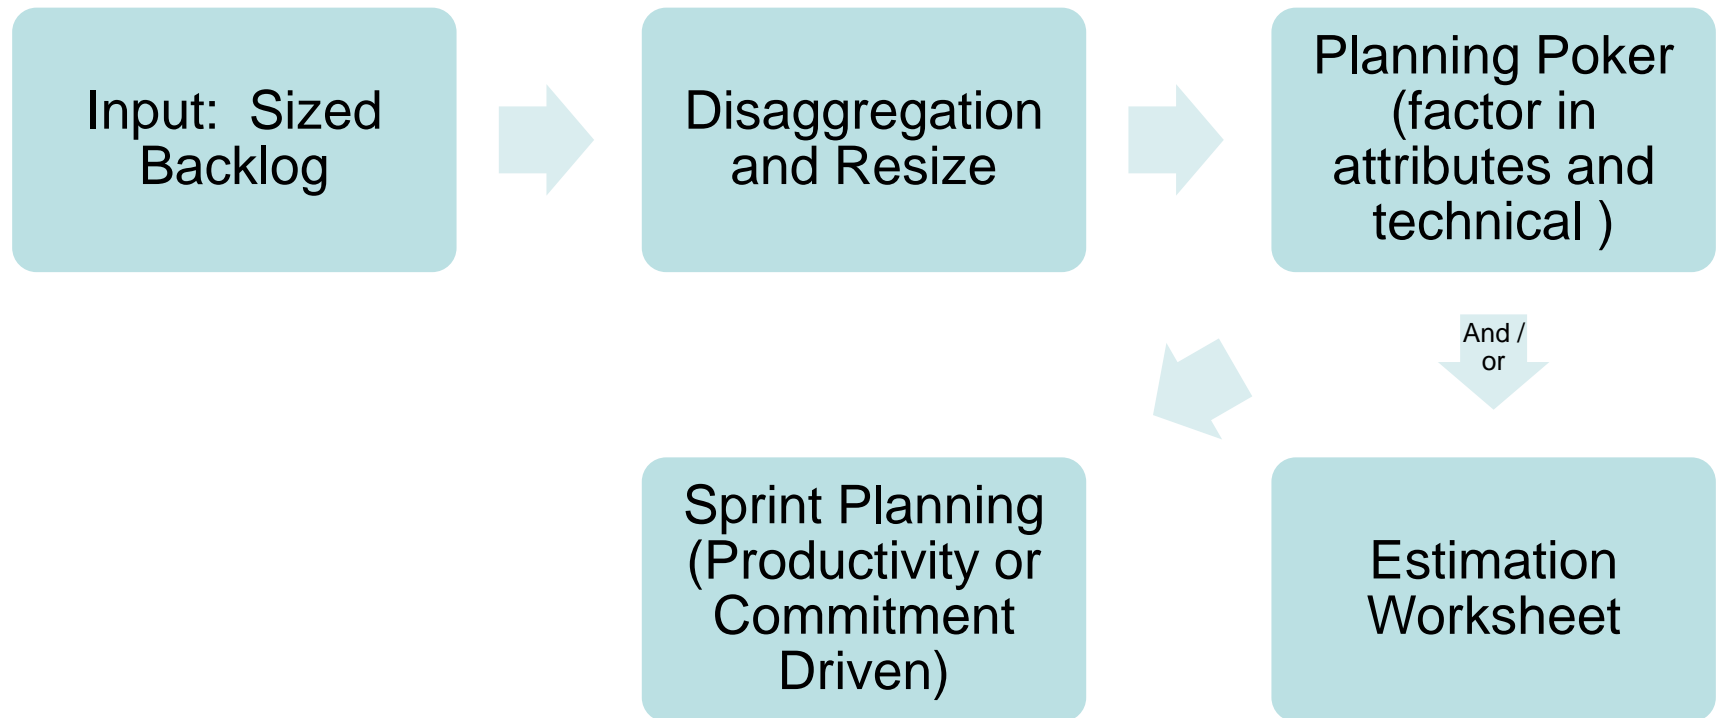 Input:  Sized
Backlog
Disaggregation
and Resize
Planning Poker
(factor in
attributes and
technical )
And /
or
Sprint Planning
(Productivity or
Commitment
Driven)
Estimation
Worksheet